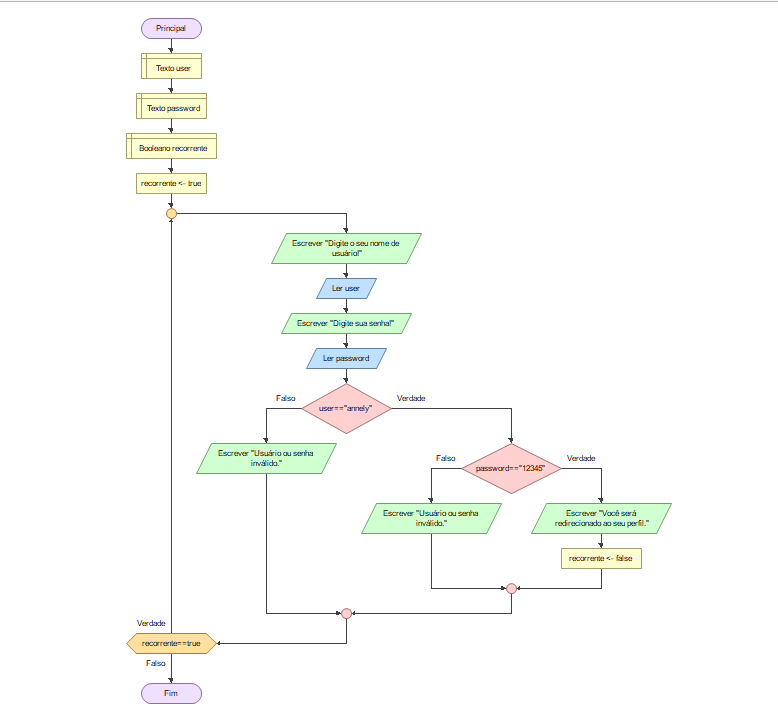 Principal
Texto user
Texto password
Booleano recorrente
recorrente <- true
Escrever "Digite o seu nome de
usuário!"
Ler user
Escrever "Digite sua senha!"
Ler password
Falso
user=="annely"
Verdade
Escrever "Usuário ou senha
inválido."
Falso
password=="12345"
Verdade
Escrever "Usuário ou senha
inválido."
Escrever "Você será
redirecionado ao seu perfil."
recorrente <- false
Verdade
recorrente==true
Falso
Fim